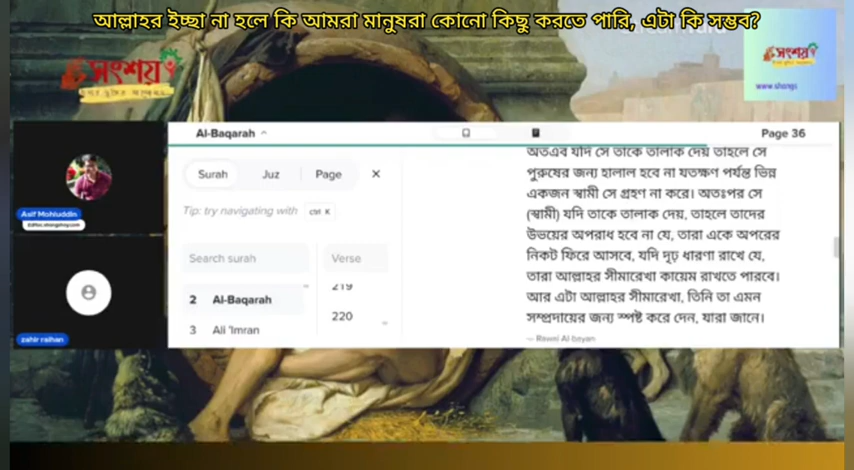 আল্লাহর ইচ্ছা না হলে কি আমরা মানুষরা কোনো কিছু করতে পারি, এটা কি সম্ভব?
সংশয়
www.shongs
Al-Baqarah
Page 36
Surah
Juz
Page
Tip: try navigating with ctrl K
Search surah
Verse
219
2 Al-Baqarah
220
3 Ali 'Imran
অতএব যদি সে তাকে তালাক দেয় তাহলে সে
পুরুষের জন্য হালাল হবে না যতক্ষণ পর্যন্ত ভিন্ন
একজন স্বামী সে গ্রহণ না করে। অতঃপর সে
(স্বামী) যদি তাকে তালাক দেয়, তাহলে তাদের
উভয়ের অপরাধ হবে না যে, তারা একে অপরের
নিকট ফিরে আসবে, যদি দৃঢ় ধারণা রাখে যে,
তারা আল্লাহর সীমারেখা কায়েম রাখতে পারবে।
আর এটা আল্লাহর সীমারেখা, তিনি তা এমন
সম্প্রদায়ের জন্য স্পষ্ট করে দেন, যারা জানে।
— Rawai Al-bayan
Asif Mohiuddin
zahir raihan